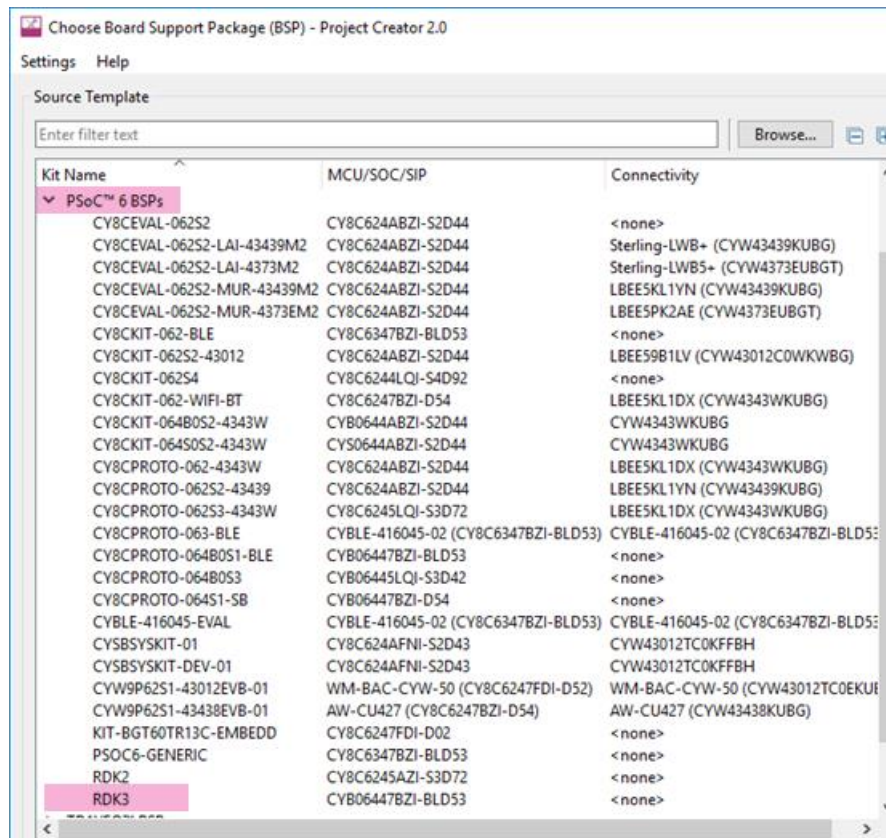 Choose Board Support Package (BSP) - Project Creator 2.0
Settings Help
Source Template
Enter filter text Browse...
Kit Name MCU/SOC/SIP Connectivity
PSoC™ 6 BSPs
CY8CEVAL-062S2 CY8C624ABZI-S2D44 <none>
CY8CEVAL-062S2-LAI-43439M2 CY8C624ABZI-S2D44 Sterling-LWB+ (CYW43439KUBG)
CY8CEVAL-062S2-LAI-4373M2 CY8C624ABZI-S2D44 Sterling-LWB5+ (CYW4373EUBGT)
CY8CEVAL-062S2-MUR-43439M2 CY8C624ABZI-S2D44 LBEE5KL1YN (CYW43439KUBG)
CY8CEVAL-062S2-MUR-4373EM2 CY8C624ABZI-S2D44 LBEE5PK2AE (CYW4373EUBGT)
CY8CKIT-062-BLE CY8C6347BZI-BLD53 <none>
CY8CKIT-062S2-43012 CY8C624ABZI-S2D44 LBEE59B1LV (CYW43012C0WKWBG)
CY8CKIT-062S4 CY8C6244LQI-S4D92 <none>
CY8CKIT-062-WIFI-BT CY8C6247BZI-D54 LBEE5KL1DX (CYW4343WKUBG)
CY8CKIT-064B0S2-4343W CYB0644ABZI-S2D44 CYW4343WKUBG
CY8CKIT-064S0S2-4343W CYS0644ABZI-S2D44 CYW4343WKUBG
CY8CPROTO-062-4343W CY8C624ABZI-S2D44 LBEE5KL1DX (CYW4343WKUBG)
CY8CPROTO-062S2-43439 CY8C624ABZI-S2D44 LBEE5KL1YN (CYW43439KUBG)
CY8CPROTO-062S3-4343W CY8C6245LQI-S3D72 LBEE5KL1DX (CYW4343WKUBG)
CY8CPROTO-063-BLE CYBLE-416045-02 (CY8C6347BZI-BLD53) CYBLE-416045-02 (CY8C6347BZI-BLD53
CY8CPROTO-064B0S1-BLE CYB06447BZI-BLD53 <none>
CY8CPROTO-064B0S3 CYB06445LQI-S3D42 <none>
CY8CPROTO-064S1-SB CYB06447BZI-D54 <none>
CYBLE-416045-EVAL CYBLE-416045-02 (CY8C6347BZI-BLD53) CYBLE-416045-02 (CY8C6347BZI-BLD53
CYSBSYSKIT-01 CY8C624AFNI-S2D43 CYW43012TC0KFFBH
CYSBSYSKIT-DEV-01 CY8C624AFNI-S2D43 CYW43012TC0KFFBH
CYW9P62S1-43012EVB-01 WM-BAC-CYW-50 (CY8C6247FDI-D52) WM-BAC-CYW-50 (CYW43012TC0EKUB
CYW9P62S1-43438EVB-01 AW-CU427 (CY8C6247BZI-D54) AW-CU427 (CYW43438KUBG)
KIT-BGT60TR13C-EMBEDD CY8C6247FDI-D02 <none>
PSOC6-GENERIC CY8C6347BZI-BLD53 <none>
RDK2 CY8C6245AZI-S3D72 <none>
RDK3 CYB06447BZI-BLD53 <none>